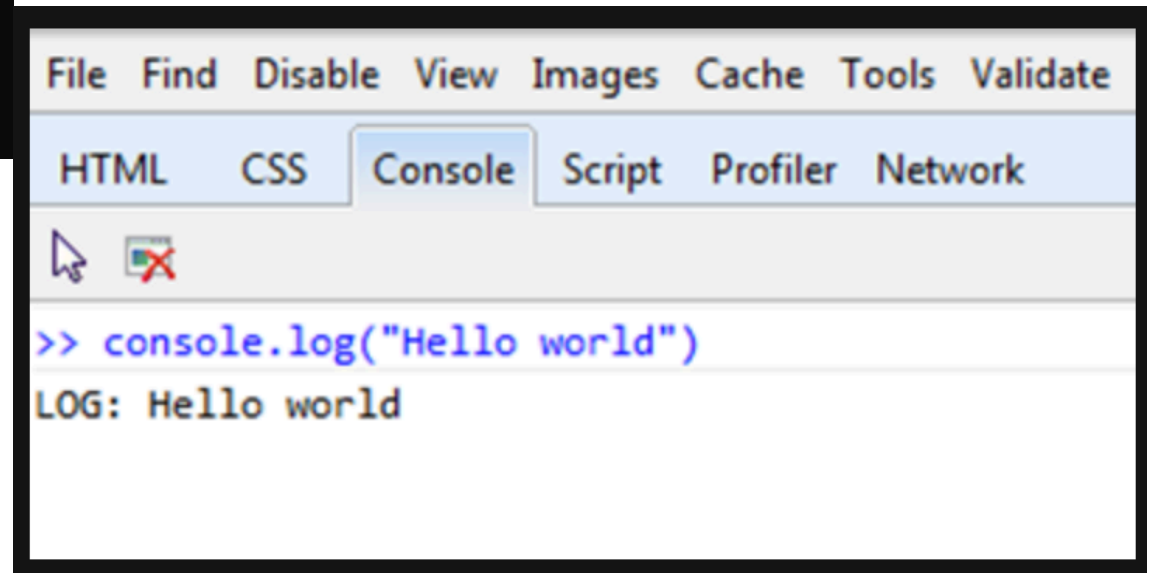 File Find Disable View Images Cache Tools Validate
HTML CSS Console Script Profiler Network
>> console.log("Hello world")
LOG: Hello world